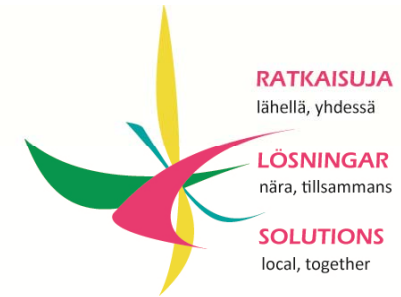 RATKAISUJA
lähellä, yhdessä
LÖSNINGAR
nära, tillsammans
SOLUTIONS
local, together